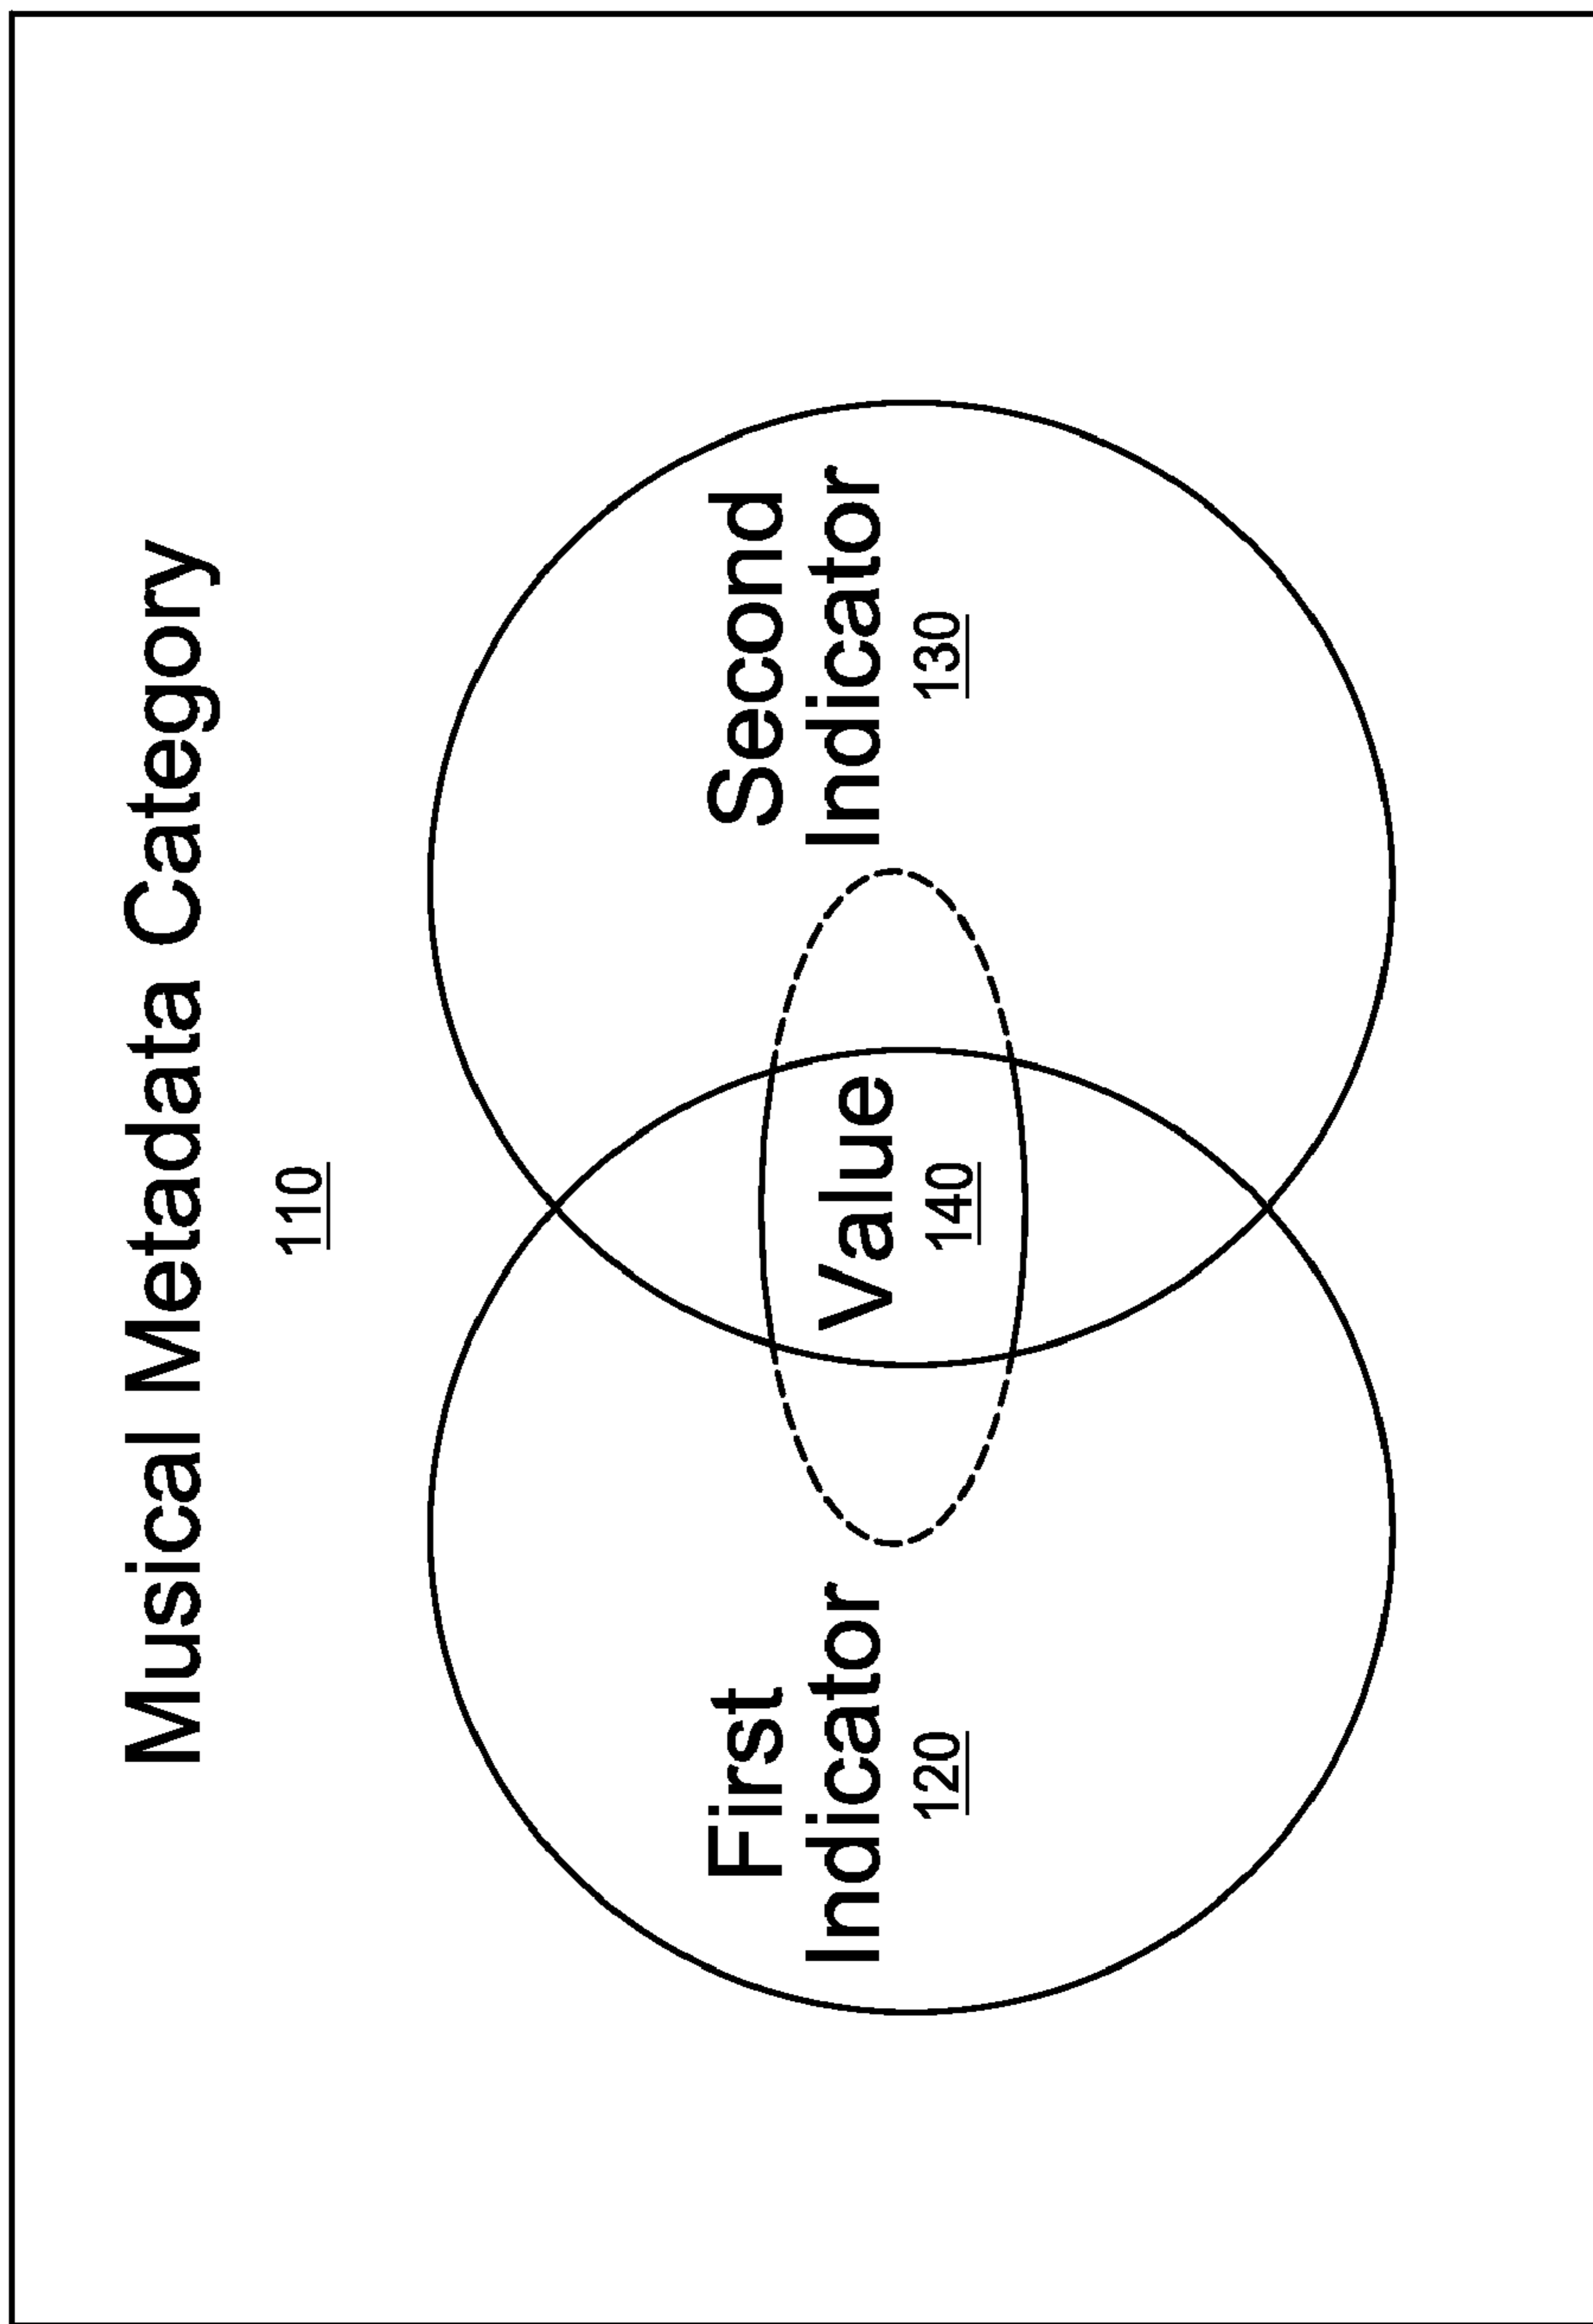 Musical Metadata Category
110
First
Indicator
120
Value
140
Second
Indicator
130